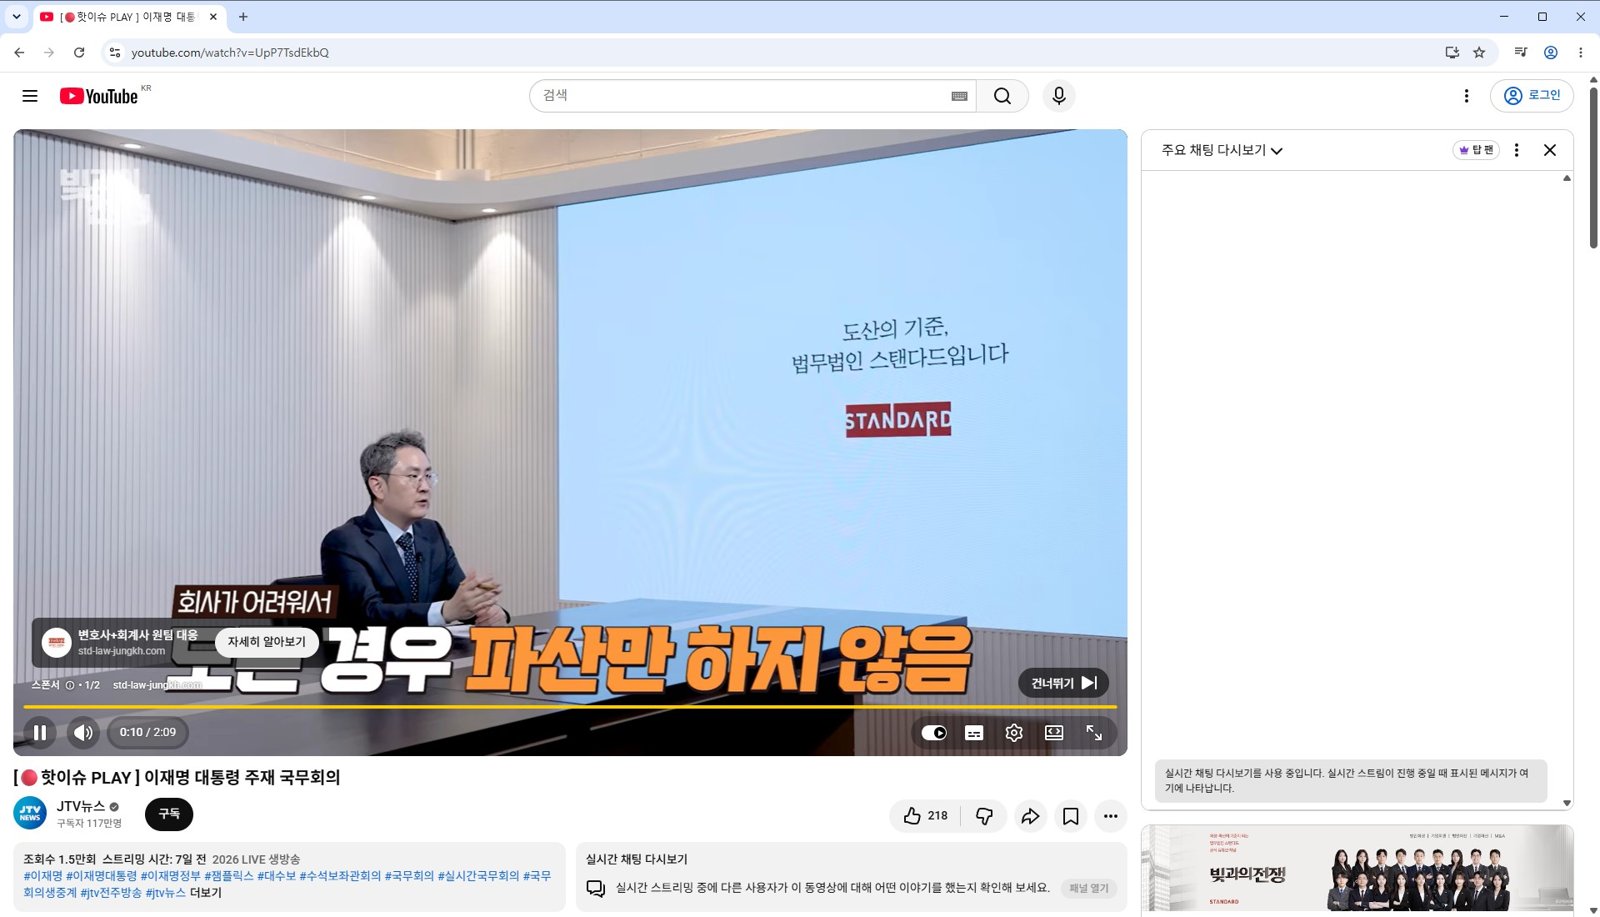 [🔴핫이슈 PLAY ] 이재명 대통
youtube.com/watch?v=UpP7TsdEkbQ
YouTube KR
검색
로그인
도산의 기준,
법무법인 스탠다드입니다
STANDARD
회사가 어려워서
경우 파산만 하지 않음
변호사+회계사 원팀 대응
std-law-jungkh.com
자세히 알아보기
스폰서 · 1/2 std-law-jungkh.com
건너뛰기
0:10 / 2:09
[🔴핫이슈 PLAY ] 이재명 대통령 주재 국무회의
JTV NEWS
JTV뉴스
구독자 117만명
구독
218
조회수 1.5만회 스트리밍 시간: 7일 전 2026 LIVE 생방송
#이재명 #이재명대통령 #이재명정부 #잼플릭스 #대수보 #수석보좌관회의 #국무회의 #실시간국무회의 #국무
회의생중계 #jtv전주방송 #jtv뉴스 더보기
실시간 채팅 다시보기
실시간 스트리밍 중에 다른 사용자가 이 동영상에 대해 어떤 이야기를 했는지 확인해 보세요.
패널 열기
주요 채팅 다시보기
탑 팬
실시간 채팅 다시보기를 사용 중입니다. 실시간 스트림이 진행 중일 때 표시된 메시지가 여
기에 나타납니다.
빚과의전쟁
STANDARD